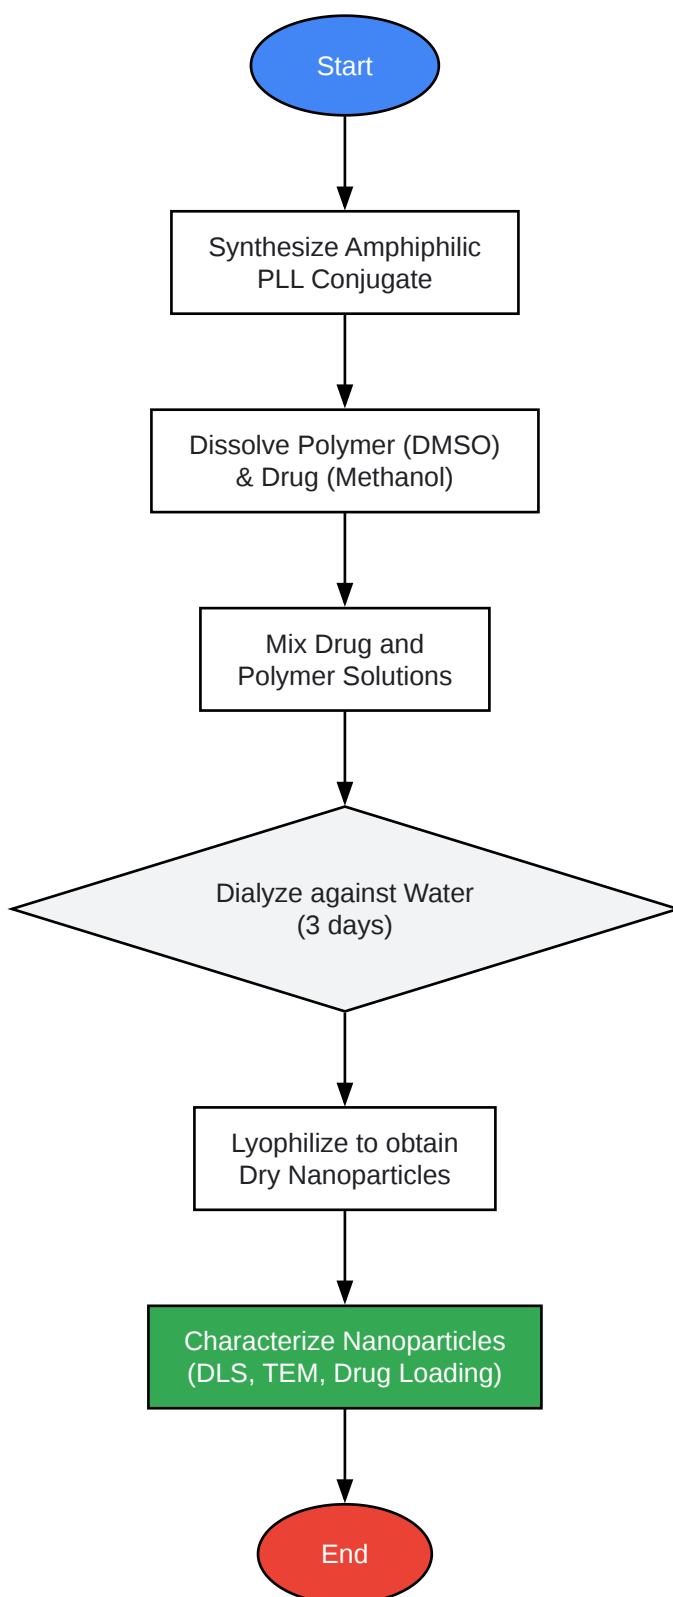 Start
Synthesize Amphiphilic
PLL Conjugate
Dissolve Polymer (DMSO)
& Drug (Methanol)
Mix Drug and
Polymer Solutions
Dialyze against Water
(3 days)
Lyophilize to obtain
Dry Nanoparticles
Characterize Nanoparticles
(DLS, TEM, Drug Loading)
End